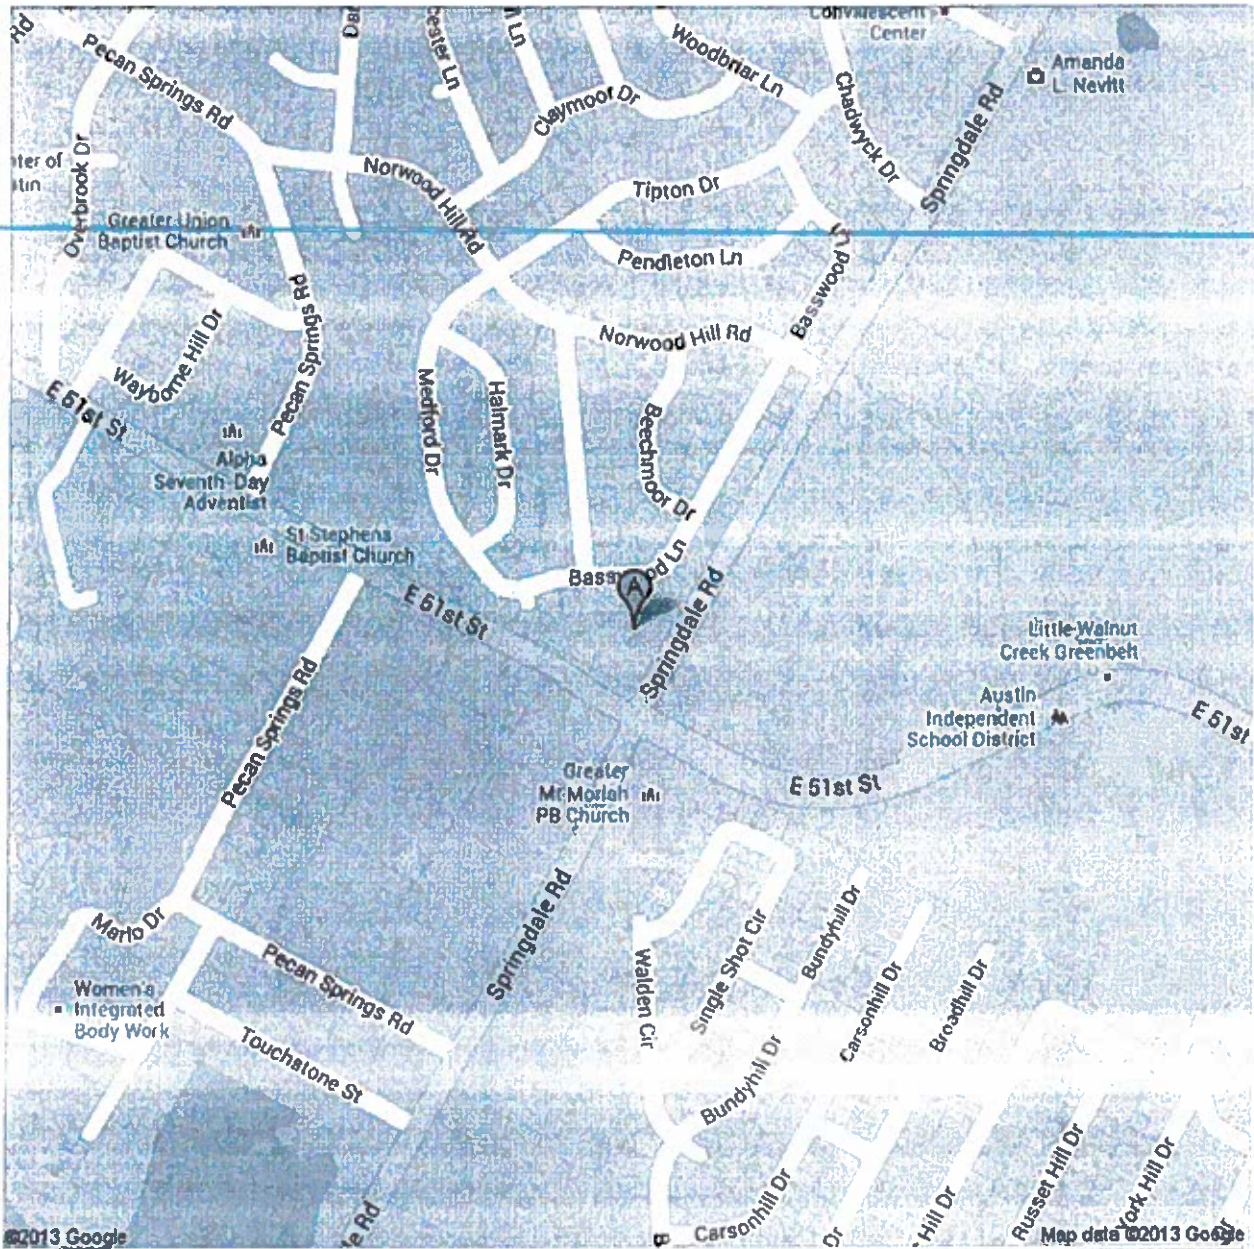 Rd
Pecan Springs Rd
Overbrook Dr
Norwood Hill Rd
Claymoor Dr
Woodbriar Ln
Center
Chadwyck Dr
Springdale Rd
Amanda
L. Nevitt
Tipton Dr
Pendleton Ln
Basswood Ln
Greater Union
Baptist Church
Pecan Springs Rd
Wayborne Hill Dr
Norwood Hill Rd
Medford Dr
Halmark Dr
Beechmoor Dr
E 51st St
Alpha
Seventh-Day
Adventist
St Stephens
Baptist Church
E 51st St
A
Springdale Rd
Little Walnut
Creek Greenbelt
Austin
Independent
School District
E 51st
E 51st St
Pecan Springs Rd
Greater
Mt Moriah
PB Church
Springdale Rd
Marlo Dr
Pecan Springs Rd
Women's
Integrated
Body Work
Touchstone St
Walden Cir
Single Shot Cir
Bundyhill Dr
Bundyhill Dr
Carsonhill Dr
Broadhill Dr
Carsonhill Dr
Hill Dr
Russet Hill Dr
York Hill Dr
©2013 Google
Map data ©2013 Google